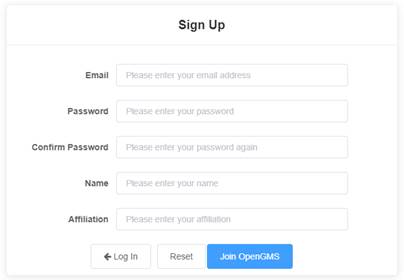 Sign Up
Email Please enter your email address
Password Please enter your password
Confirm Password Please enter your password again
Name Please enter your name
Affiliation Please enter your affiliation
← Log In Reset Join OpenGMS